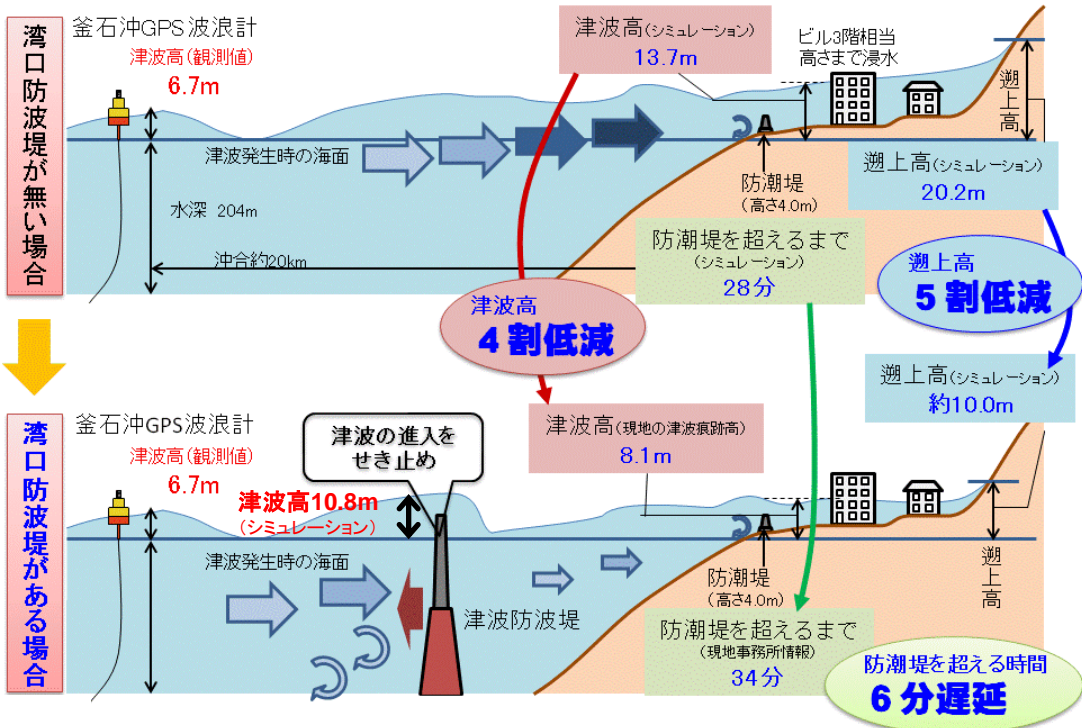 湾口防波堤が無い場合
釜石沖GPS波浪計
津波高(観測値)
6.7m
津波高(シミュレーション)
13.7m
ビル3階相当
高さまで浸水
遡上高
津波発生時の海面
防潮堤
(高さ4.0m)
遡上高(シミュレーション)
20.2m
水深 204m
沖合約20km
防潮堤を超えるまで
(シミュレーション)
28分
津波高
4割低減
遡上高
5割低減
遡上高(シミュレーション)
約10.0m
湾口防波堤がある場合
釜石沖GPS波浪計
津波高(観測値)
6.7m
津波の進入を
せき止め
津波高10.8m
(シミュレーション)
津波高(現地の津波痕跡高)
8.1m
津波発生時の海面
津波防波堤
防潮堤
(高さ4.0m)
遡上高
防潮堤を超えるまで
(現地事務所情報)
34分
防潮堤を超える時間
6分遅延